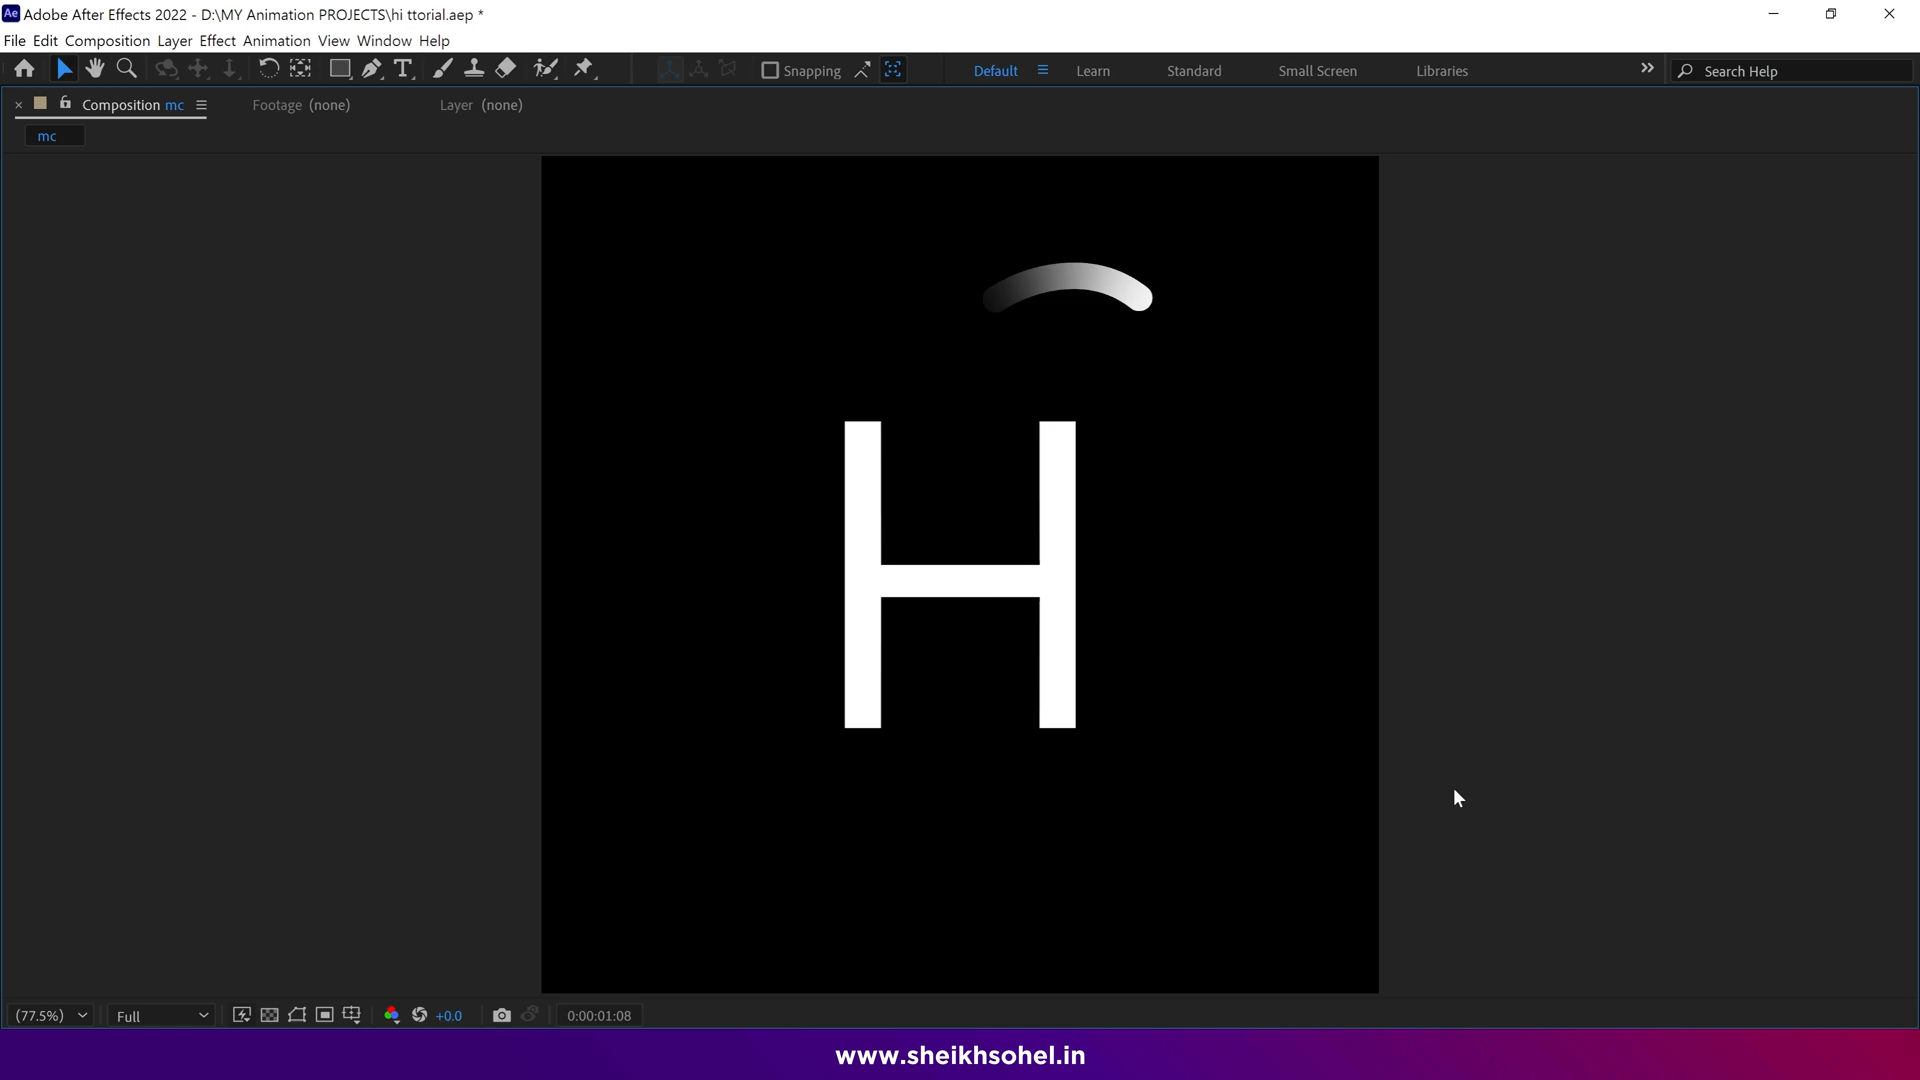 Ae Adobe After Effects 2022 - D:\MY Animation PROJECTS\hi ttorial.aep *
File Edit Composition Layer Effect Animation View Window Help
T Snapping Default Learn Standard Small Screen Libraries Search Help
Composition mc Footage (none) Layer (none)
mc
H
(77.5%) Full +0.0 0:00:01:08
www.sheikhsohel.in